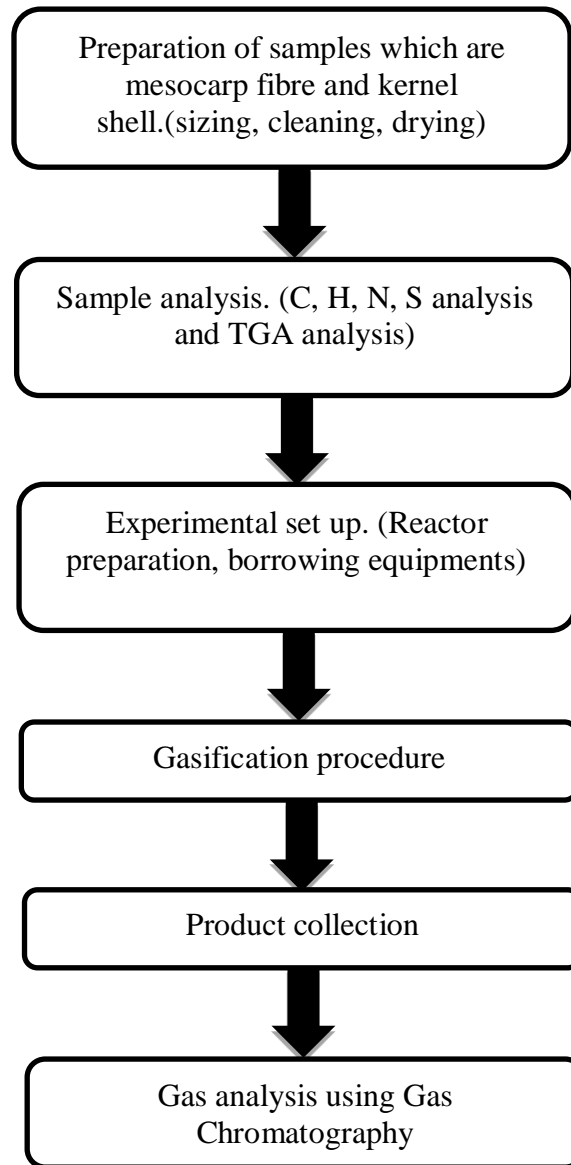 Preparation of samples which are
mesocarp fibre and kernel
shell.(sizing, cleaning, drying)
Sample analysis. (C, H, N, S analysis
and TGA analysis)
Experimental set up. (Reactor
preparation, borrowing equipments)
Gasification procedure
Product collection
Gas analysis using Gas
Chromatography